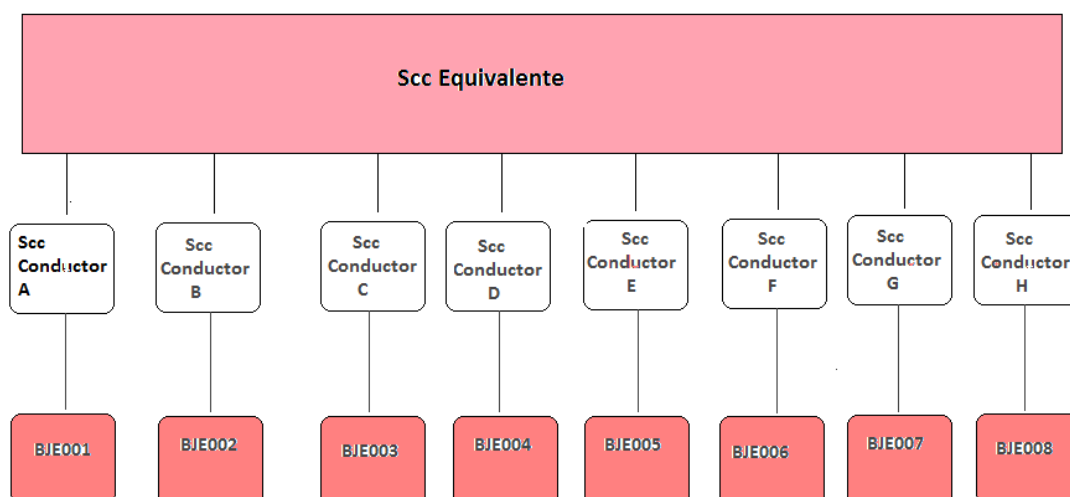 Scc Equivalente
Scc
Conductor
A
Scc
Conductor
B
Scc
Conductor
C
Scc
Conductor
D
Scc
Conductor
E
Scc
Conductor
F
Scc
Conductor
G
Scc
Conductor
H
BJE001
BJE002
BJE003
BJE004
BJE005
BJE006
BJE007
BJE008